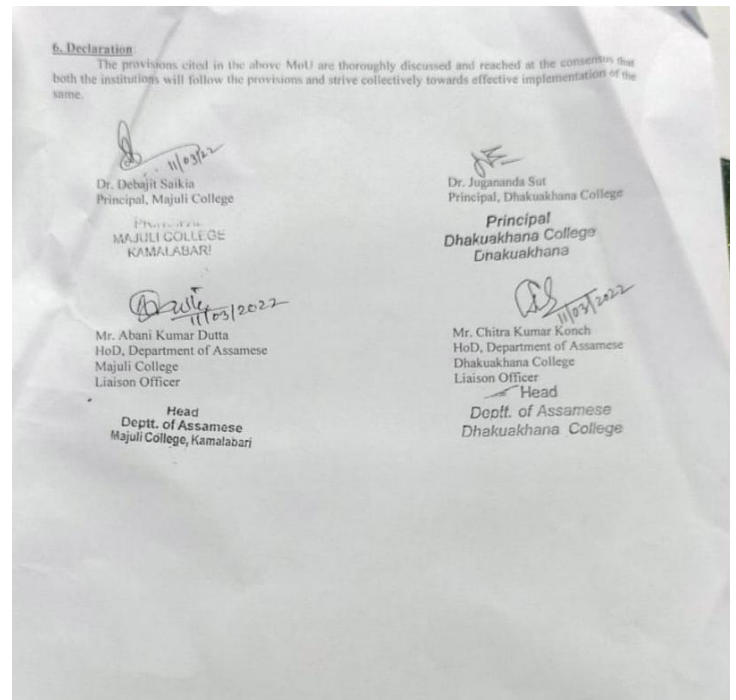 6. Declaration
The provisions cited in the above MoU are thoroughly discussed and reached at the consensus that
both the institutions will follow the provisions and strive collectively towards effective implementation of the
same.
11/03/22
Dr. Debajit Saikia
Principal, Majuli College
Principal
MAJULI COLLEGE
KAMALABARI
Dr. Jugananda Sut
Principal, Dhakuakhana College
Principal
Dhakuakhana College
Dhakuakhana
11/03/2022
Mr. Abani Kumar Dutta
HoD, Department of Assamese
Majuli College
Liaison Officer
Head
Deptt. of Assamese
Majuli College, Kamalabari
11/03/2022
Mr. Chitra Kumar Konch
HoD, Department of Assamese
Dhakuakhana College
Liaison Officer
Head
Deptt. of Assamese
Dhakuakhana College